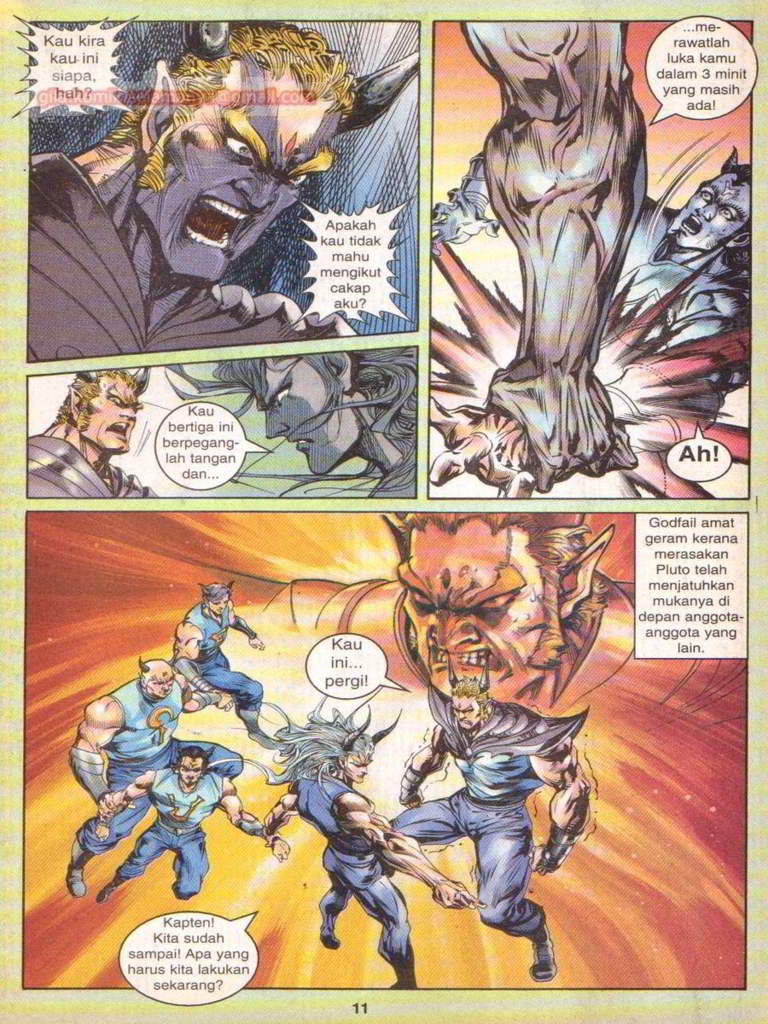 Kau kira
kau ini
siapa,
hah?
Apakah
kau tidak
mahu
mengikut
cakap
aku?
Kau
bertiga ini
berpegang-
lah tangan
dan...
...me-
rawatlah
luka kamu
dalam 3 minit
yang masih
ada!
Ah!
Godfail amat
geram kerana
merasakan
Pluto telah
menjatuhkan
mukanya di
depan anggota-
anggota yang
lain.
Kau
ini...
pergi!
Kapten!
Kita sudah
sampai! Apa yang
harus kita lakukan
sekarang?
11